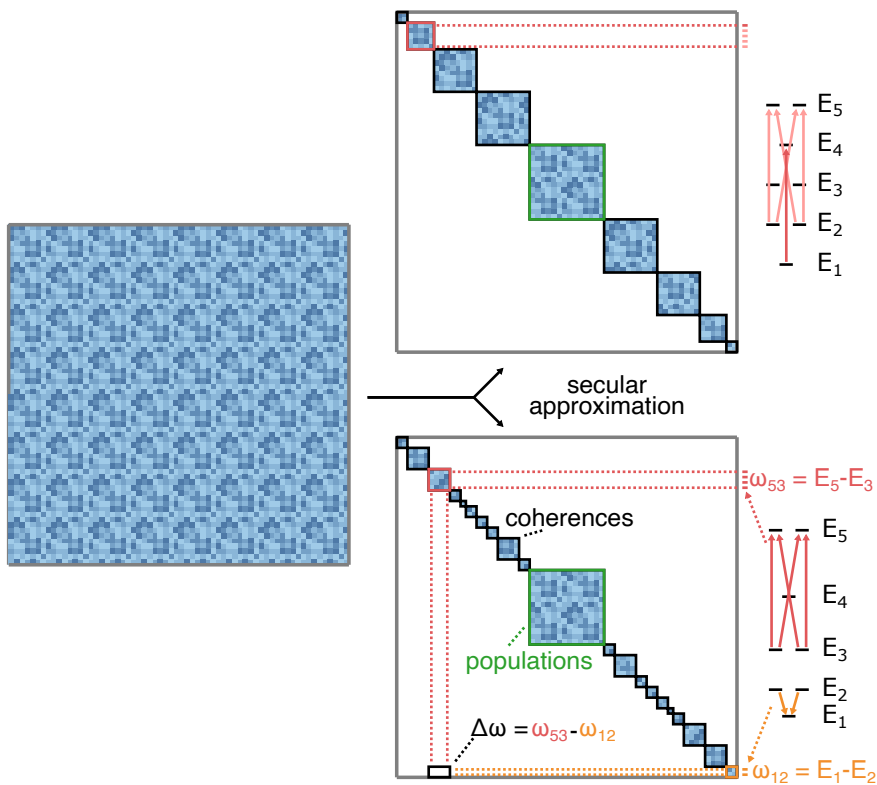 E₅
E₄
E₃
E₂
E₁
secular
approximation
ω₅₃ = E₅-E₃
coherences
E₅
E₄
E₃
populations
E₂
E₁
Δω = ω₅₃-ω₁₂
ω₁₂ = E₁-E₂